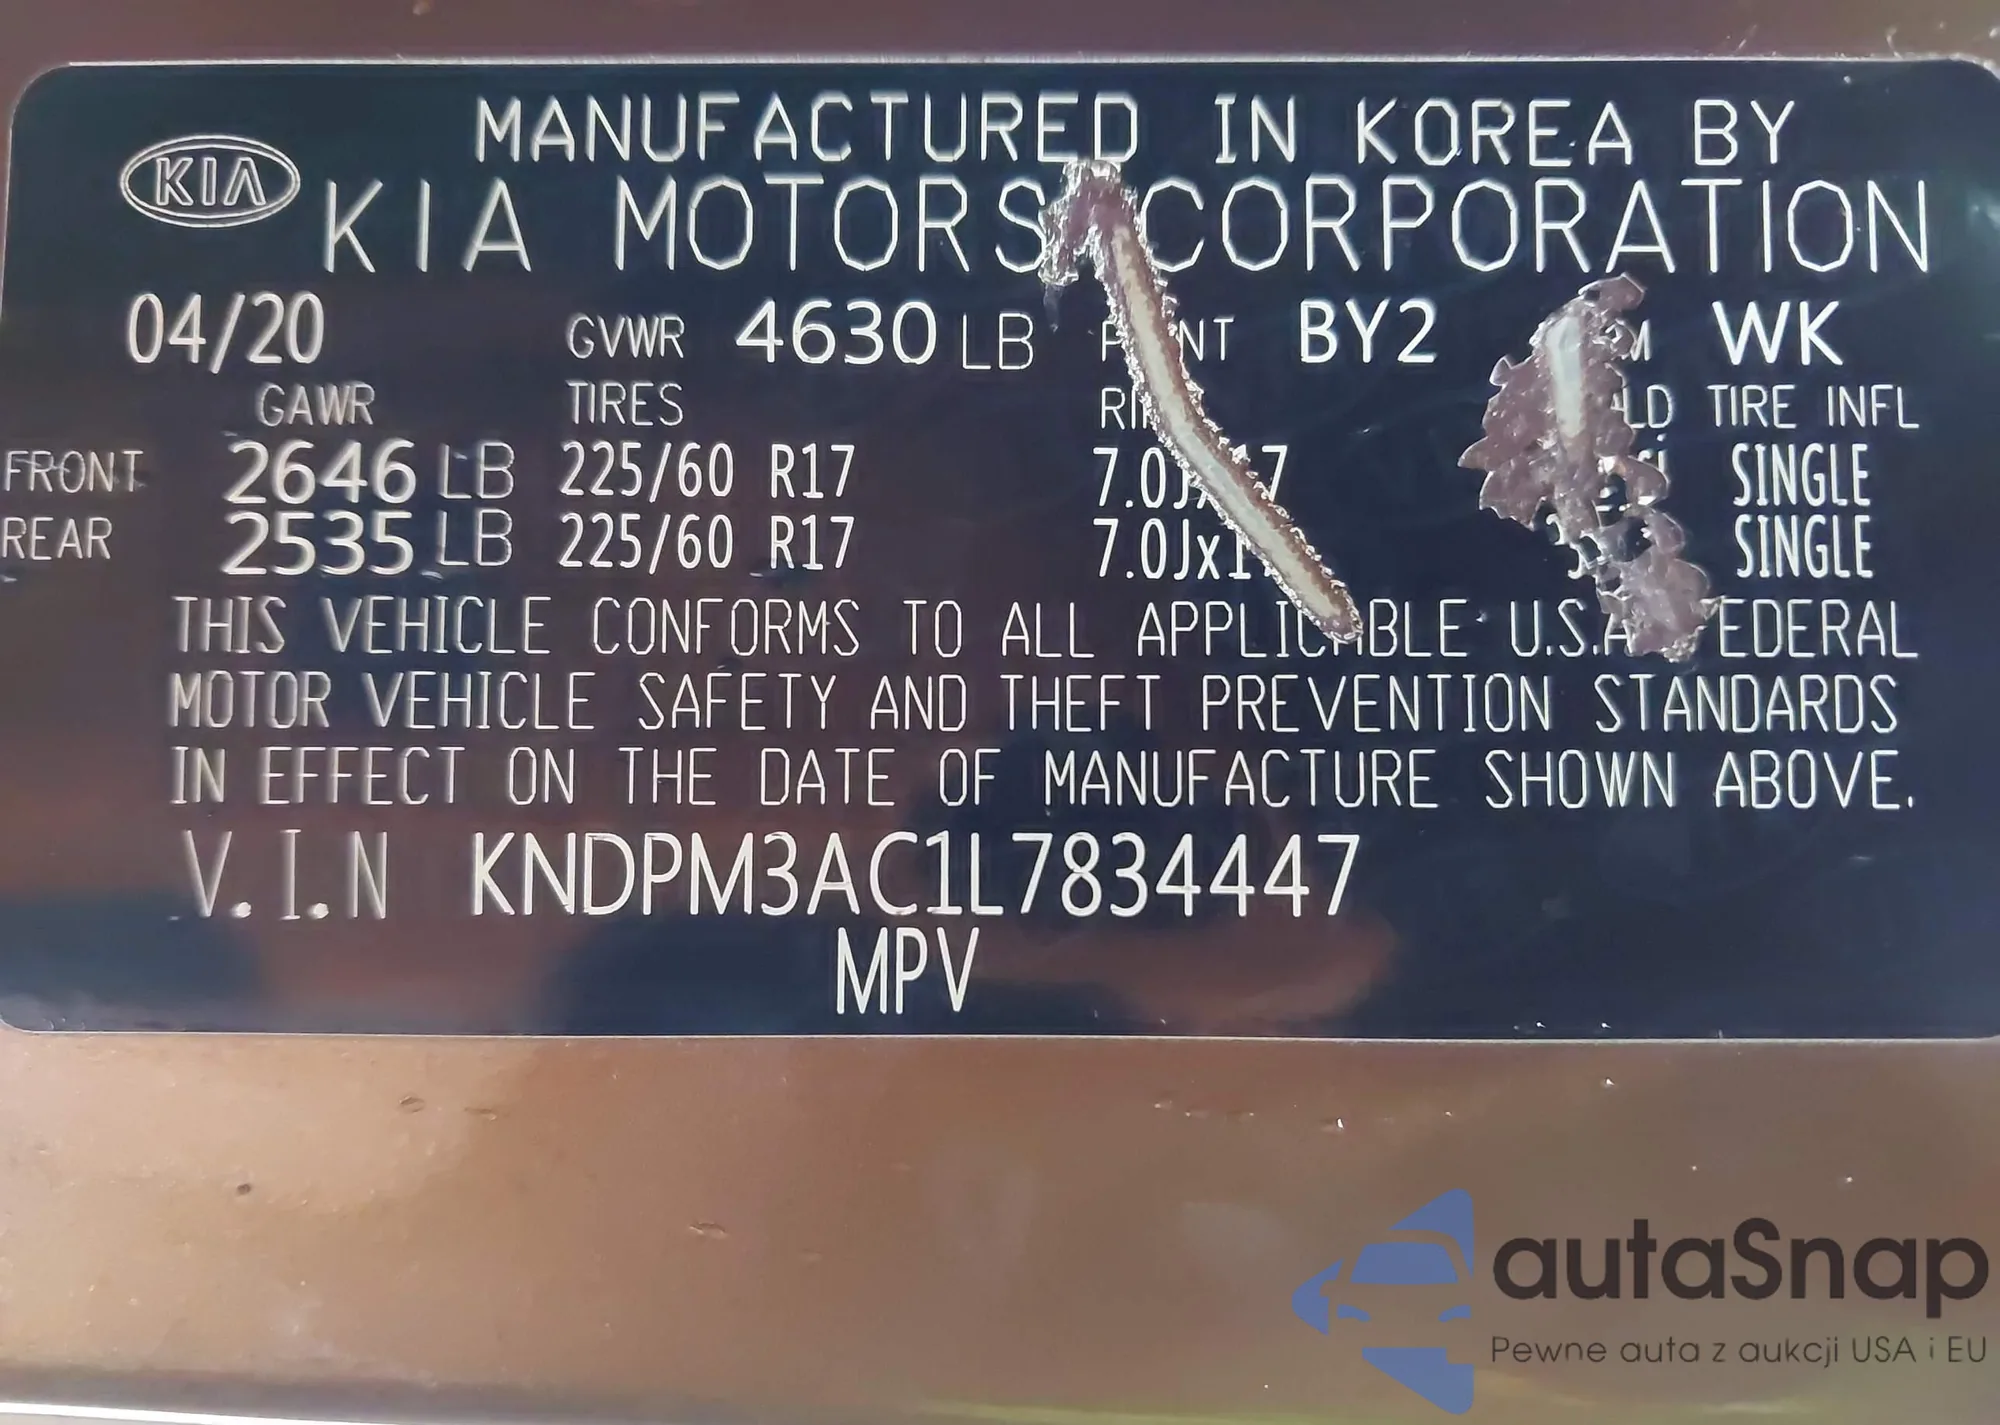 MANUFACTURED IN KOREA BY
KIA
KIA MOTORS CORPORATION
04/20 GVWR 4630 LB BY2 WK
GAWR TIRES TIRE INFL
FRONT 2646 LB 225/60 R17 SINGLE
REAR 2535 LB 225/60 R17 SINGLE
THIS VEHICLE CONFORMS TO ALL APPLICABLE U.S.A FEDERAL
MOTOR VEHICLE SAFETY AND THEFT PREVENTION STANDARDS
IN EFFECT ON THE DATE OF MANUFACTURE SHOWN ABOVE.
V.I.N KNDPM3AC1L7834447
MPV
autaSnap
Pewne auta z aukcji USA i EU